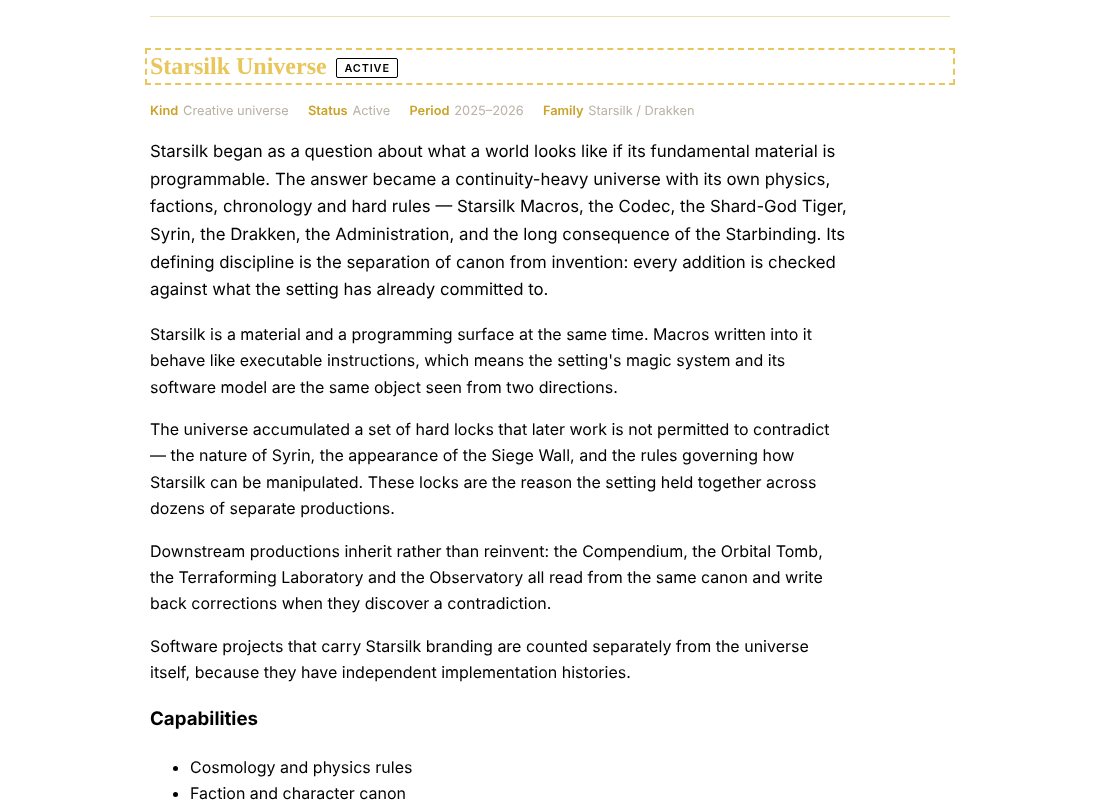 Starsilk Universe ACTIVE
Kind Creative universe Status Active Period 2025–2026 Family Starsilk / Drakken
Starsilk began as a question about what a world looks like if its fundamental material is
programmable. The answer became a continuity-heavy universe with its own physics,
factions, chronology and hard rules — Starsilk Macros, the Codec, the Shard-God Tiger,
Syrin, the Drakken, the Administration, and the long consequence of the Starbinding. Its
defining discipline is the separation of canon from invention: every addition is checked
against what the setting has already committed to.
Starsilk is a material and a programming surface at the same time. Macros written into it
behave like executable instructions, which means the setting's magic system and its
software model are the same object seen from two directions.
The universe accumulated a set of hard locks that later work is not permitted to contradict
— the nature of Syrin, the appearance of the Siege Wall, and the rules governing how
Starsilk can be manipulated. These locks are the reason the setting held together across
dozens of separate productions.
Downstream productions inherit rather than reinvent: the Compendium, the Orbital Tomb,
the Terraforming Laboratory and the Observatory all read from the same canon and write
back corrections when they discover a contradiction.
Software projects that carry Starsilk branding are counted separately from the universe
itself, because they have independent implementation histories.
Capabilities
• Cosmology and physics rules
• Faction and character canon